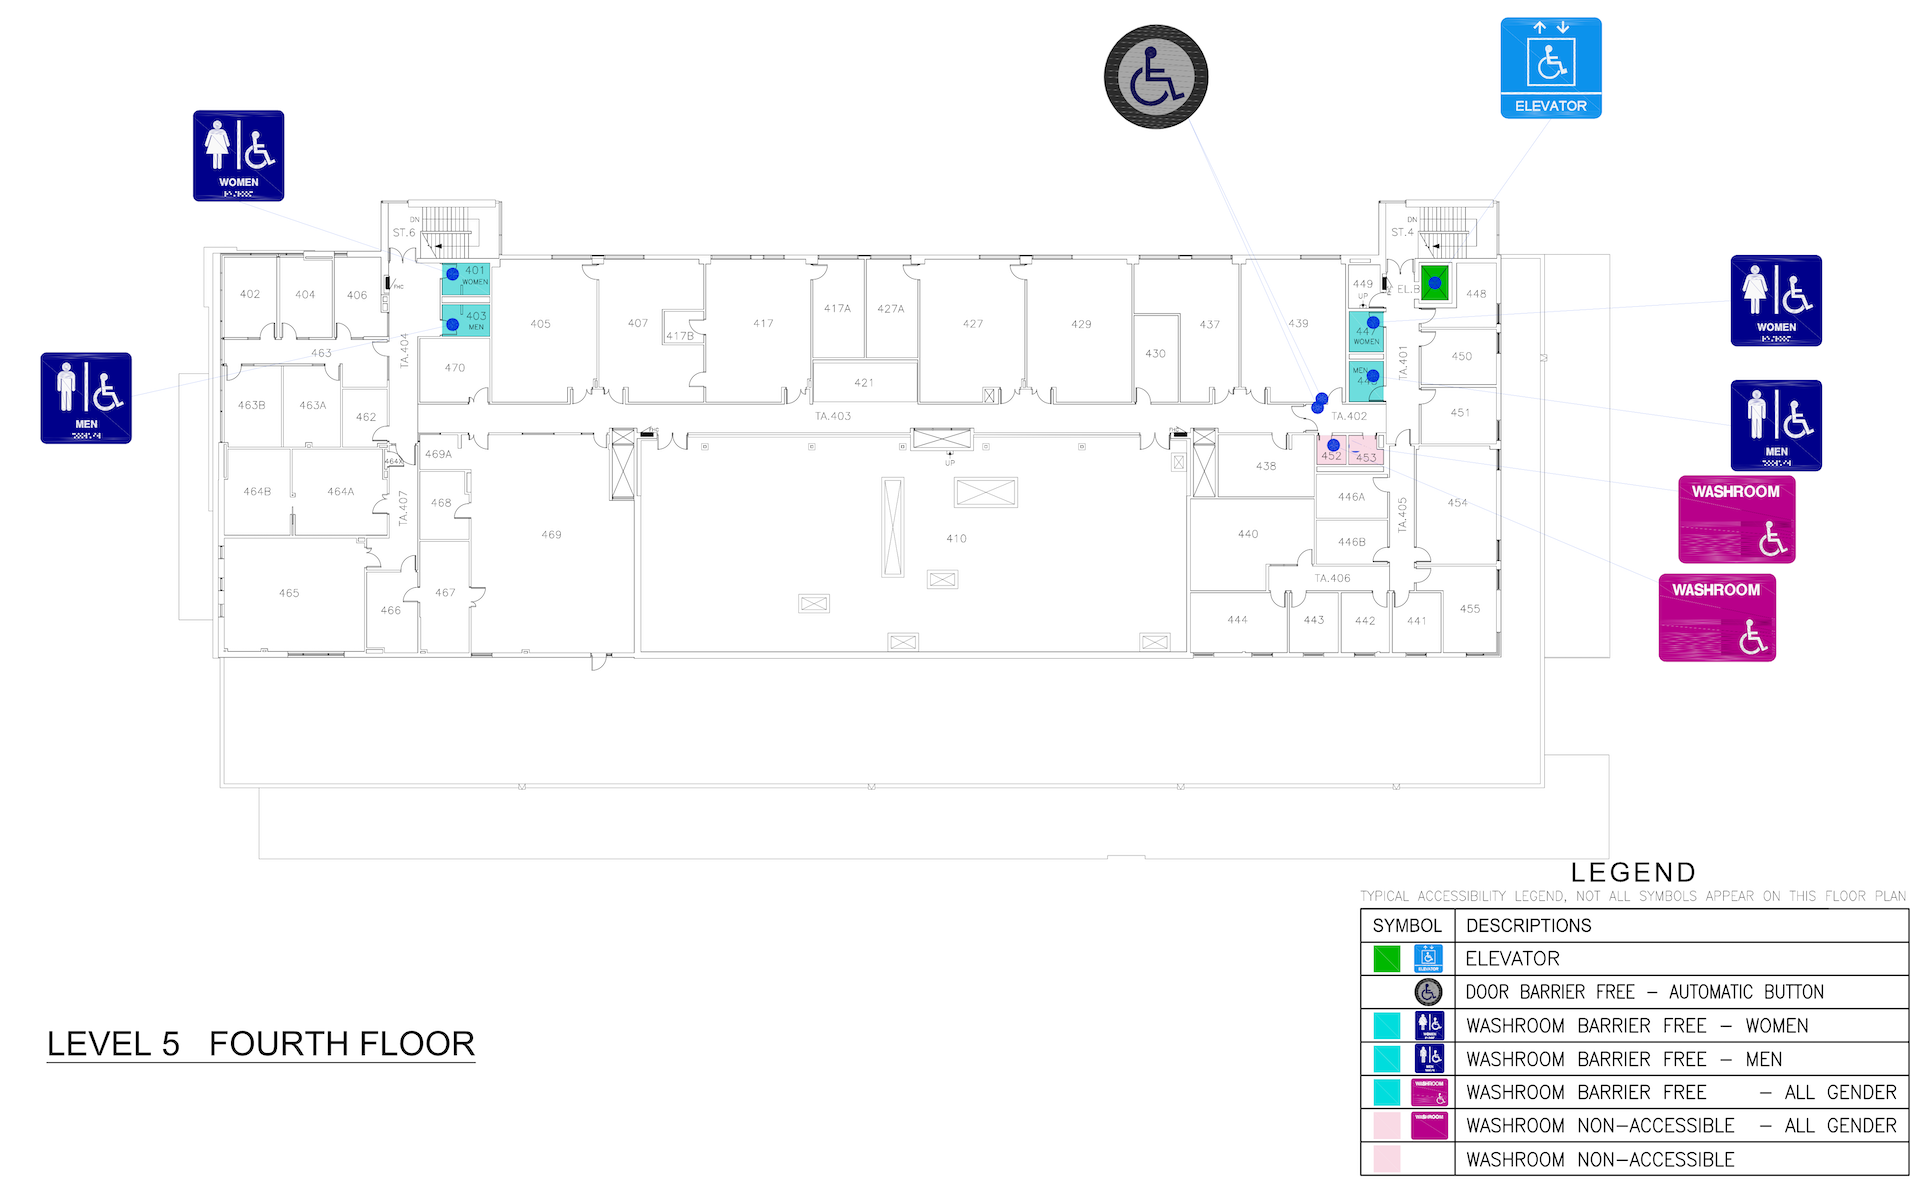 ELEVATOR
WOMEN
DN
ST.6
DN
ST.4
401
WOMEN
402
404
406
FHC
403
MEN
405
407
417B
417
417A
427A
427
429
430
437
439
449
UP
EL.B
448
447
WOMEN
WOMEN
TA.404
463
470
421
TA.401
450
MEN
MEN
MEN
463B
463A
462
TA.403
TA.402
451
FHC
FHC
464X
469A
UP
438
452
453
464B
464A
TA.407
468
469
410
446A
446B
440
TA.405
454
WASHROOM
465
466
467
TA.406
444
443
442
441
455
WASHROOM
LEGEND
TYPICAL ACCESSIBILITY LEGEND, NOT ALL SYMBOLS APPEAR ON THIS FLOOR PLAN
SYMBOL DESCRIPTIONS
ELEVATOR ELEVATOR
DOOR BARRIER FREE – AUTOMATIC BUTTON
WOMEN WASHROOM BARRIER FREE – WOMEN
MEN WASHROOM BARRIER FREE – MEN
WASHROOM WASHROOM BARRIER FREE – ALL GENDER
WASHROOM WASHROOM NON–ACCESSIBLE – ALL GENDER
WASHROOM NON–ACCESSIBLE
LEVEL 5 FOURTH FLOOR